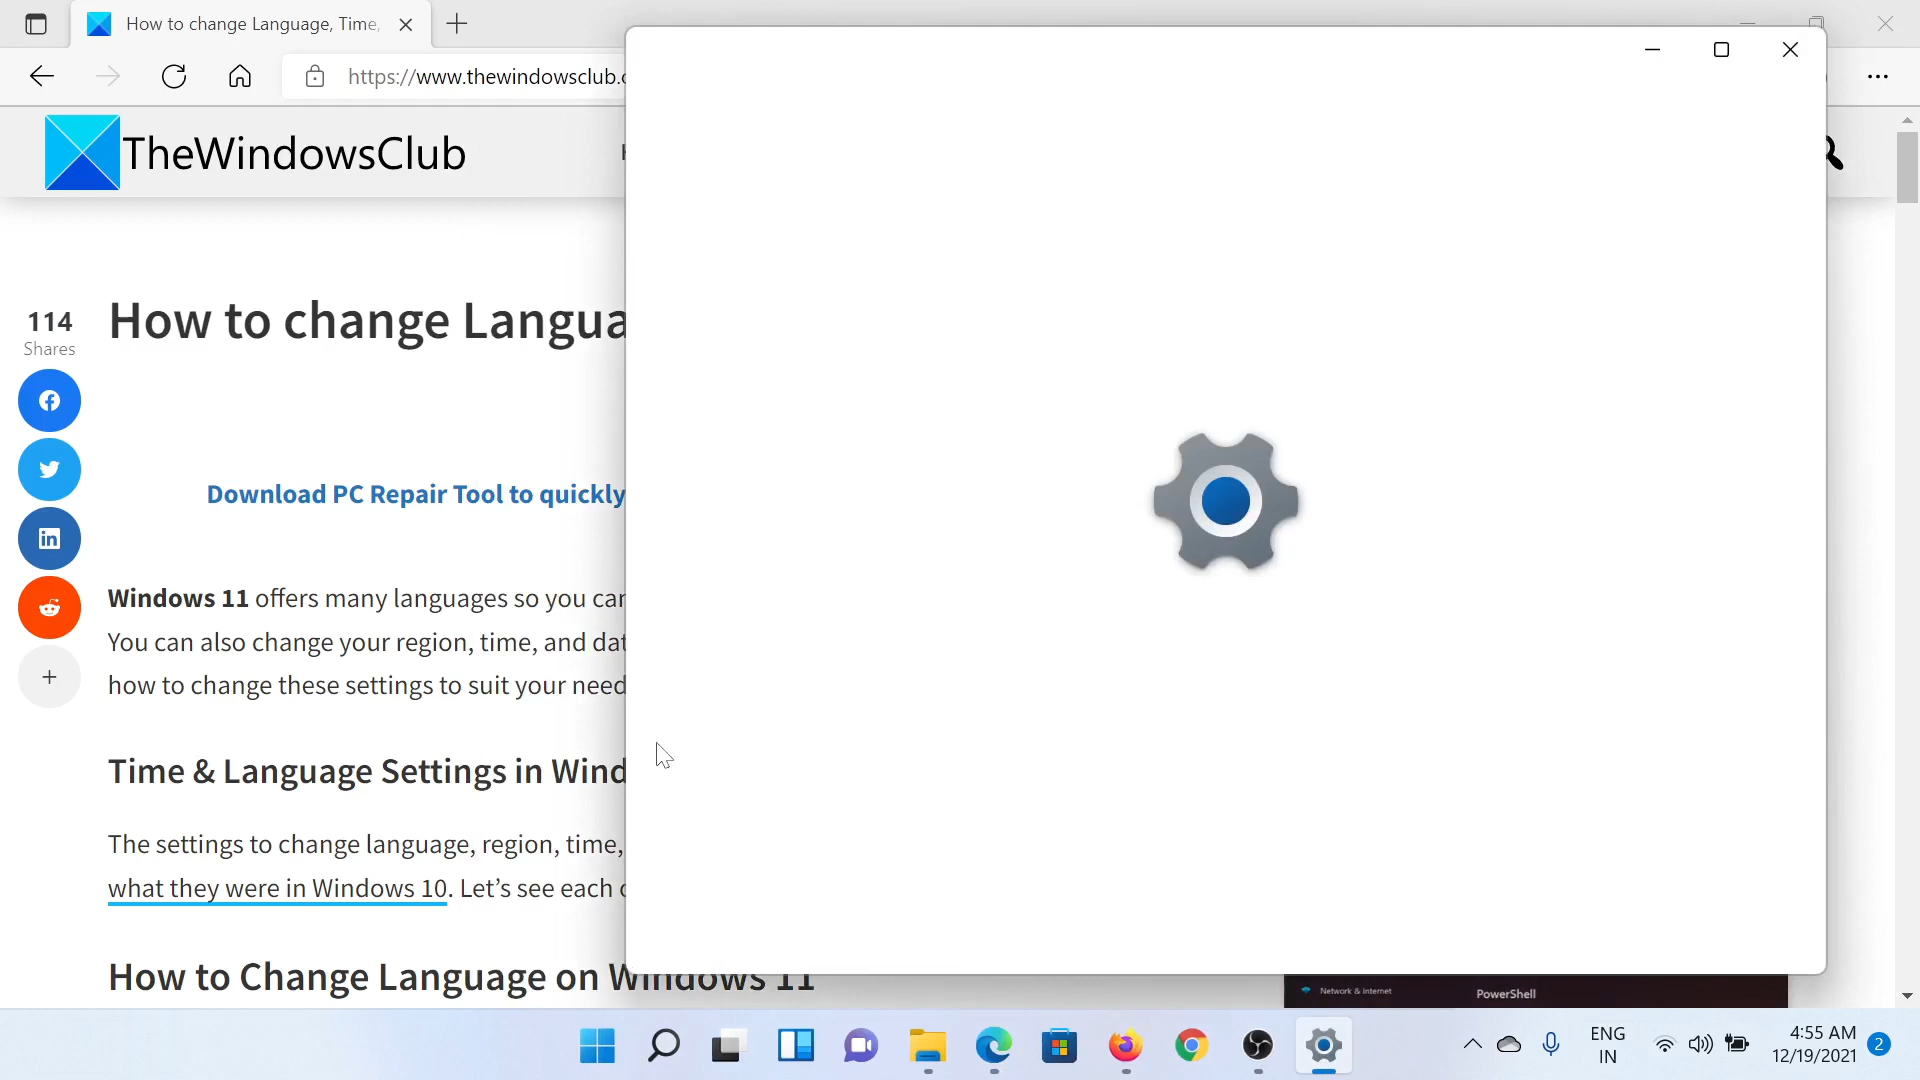 How to change Language, Time,
https://www.thewindowsclub.
TheWindowsClub
114
Shares
How to change Langua
Download PC Repair Tool to quickly
Windows 11 offers many languages so you can
You can also change your region, time, and dat
how to change these settings to suit your need
Time & Language Settings in Wind
The settings to change language, region, time,
what they were in Windows 10. Let's see each
How to Change Language on Windows 11
Network & internet
PowerShell
ENG
IN
4:55 AM
12/19/2021
2